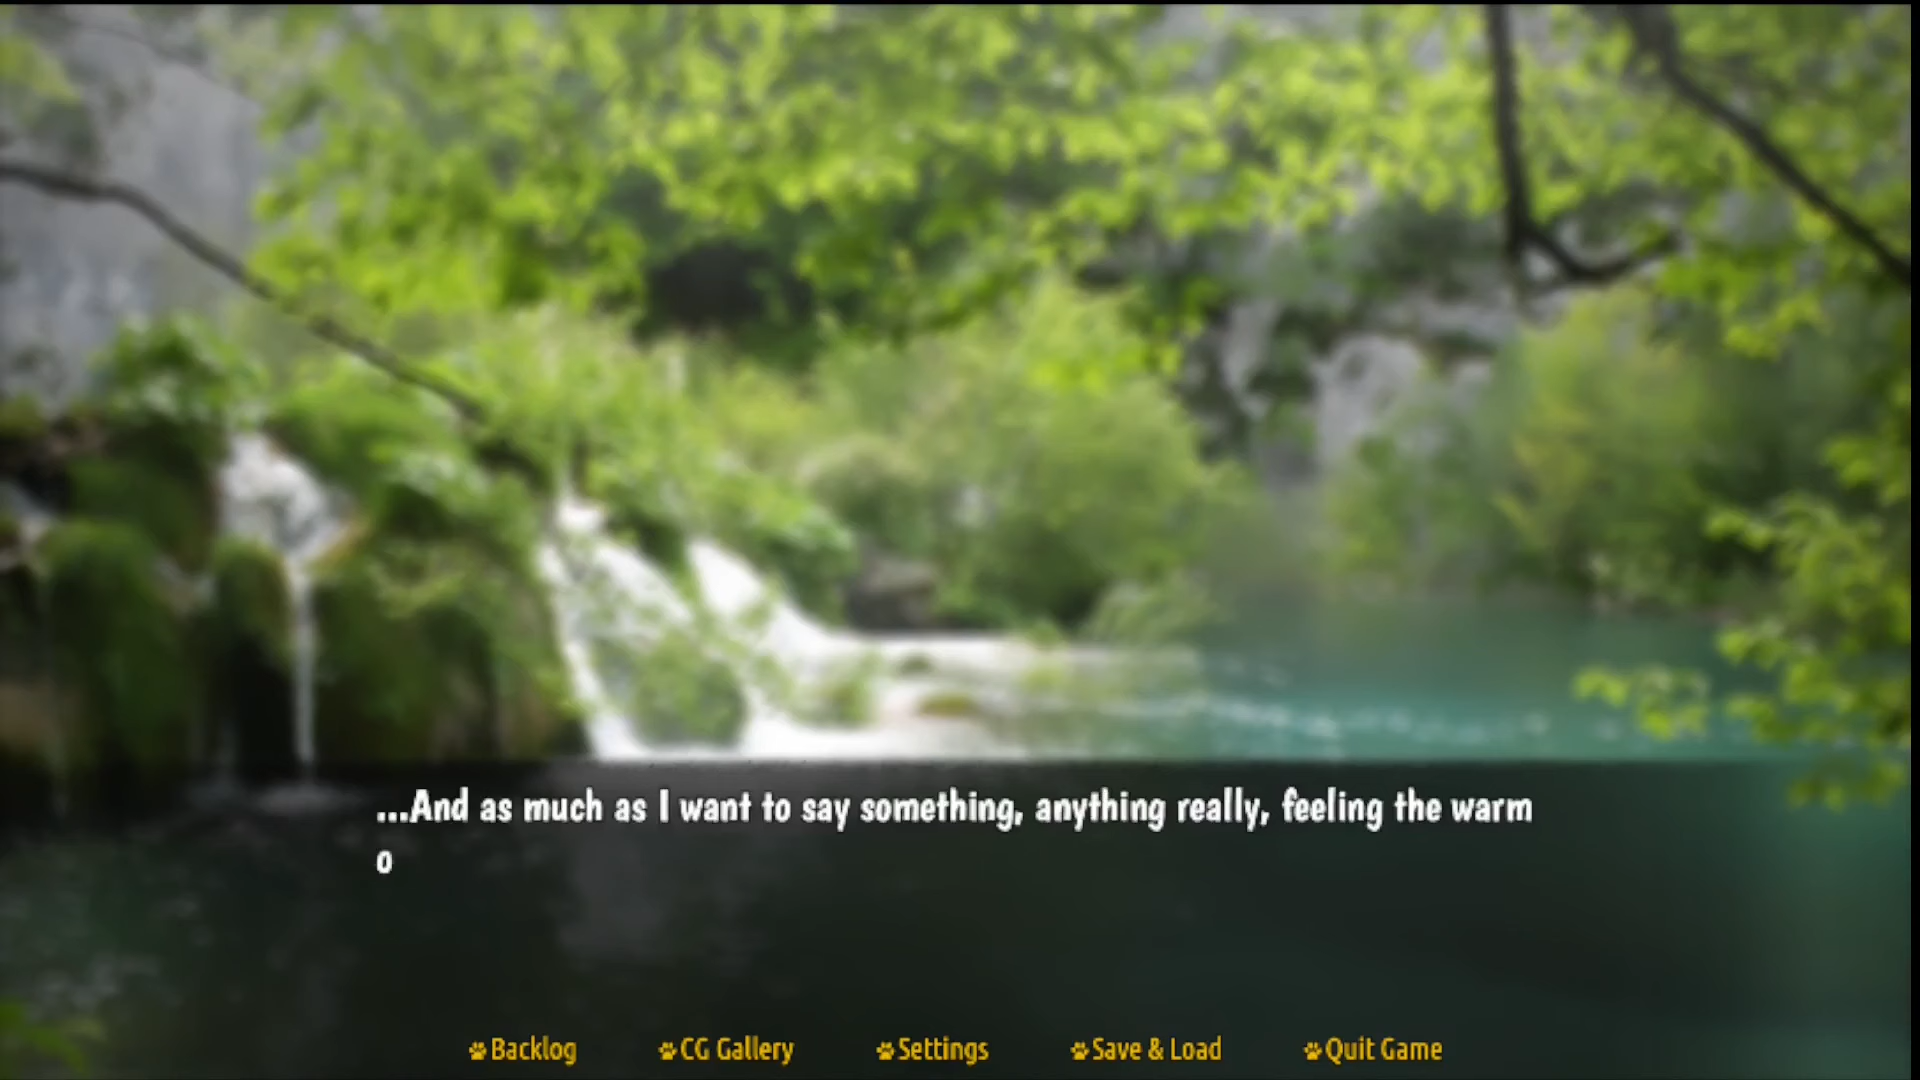 ...And as much as I want to say something, anything really, feeling the warm
o
Backlog CG Gallery Settings Save & Load Quit Game